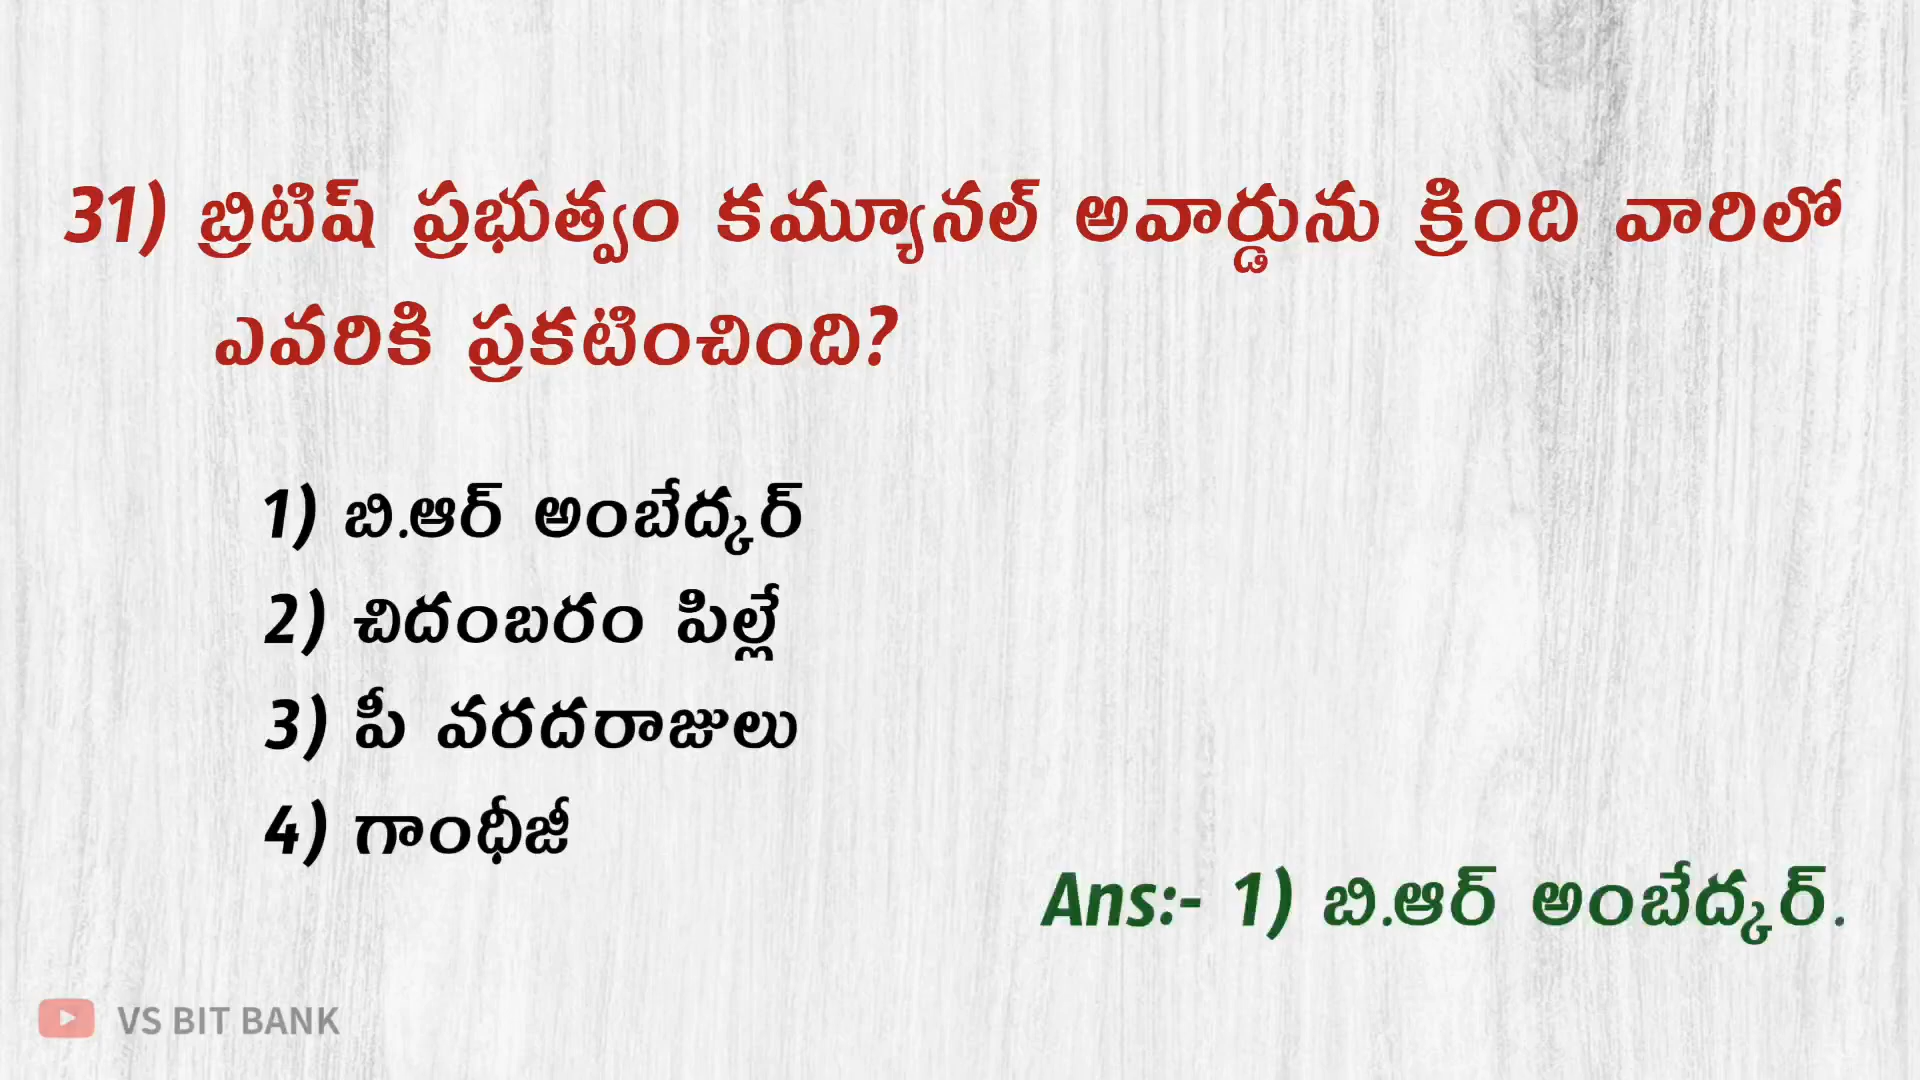 31) బ్రిటిష్ ప్రభుత్వం కమ్యూనల్ అవార్డును క్రింది వారిలో
ఎవరికి ప్రకటించింది?
1) బి.ఆర్ అంబేద్కర్
2) చిదంబరం పిల్లే
3) పీ వరదరాజులు
4) గాంధీజీ
Ans:- 1) బి.ఆర్ అంబేద్కర్.
VS BIT BANK